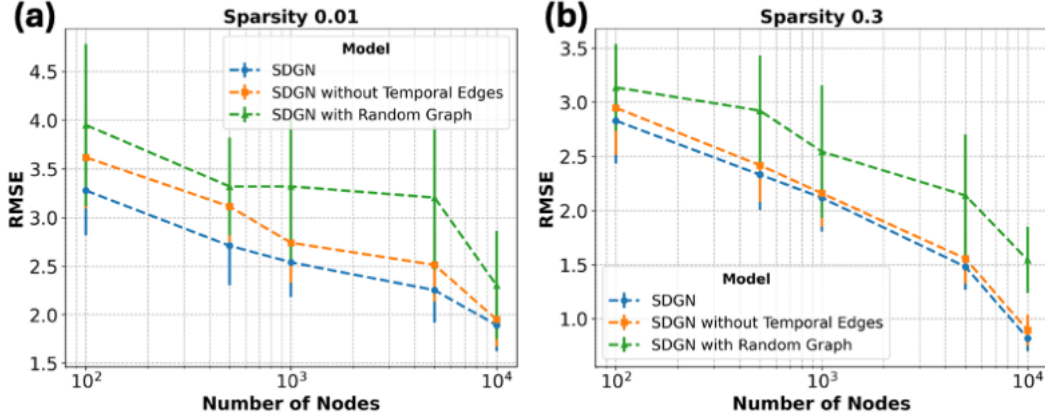 (a)
Sparsity 0.01
Model
SDGN
SDGN without Temporal Edges
SDGN with Random Graph
RMSE
4.5
4.0
3.5
3.0
2.5
2.0
1.5
10²
10³
10⁴
Number of Nodes
(b)
Sparsity 0.3
RMSE
3.5
3.0
2.5
2.0
1.5
1.0
Model
SDGN
SDGN without Temporal Edges
SDGN with Random Graph
10²
10³
10⁴
Number of Nodes